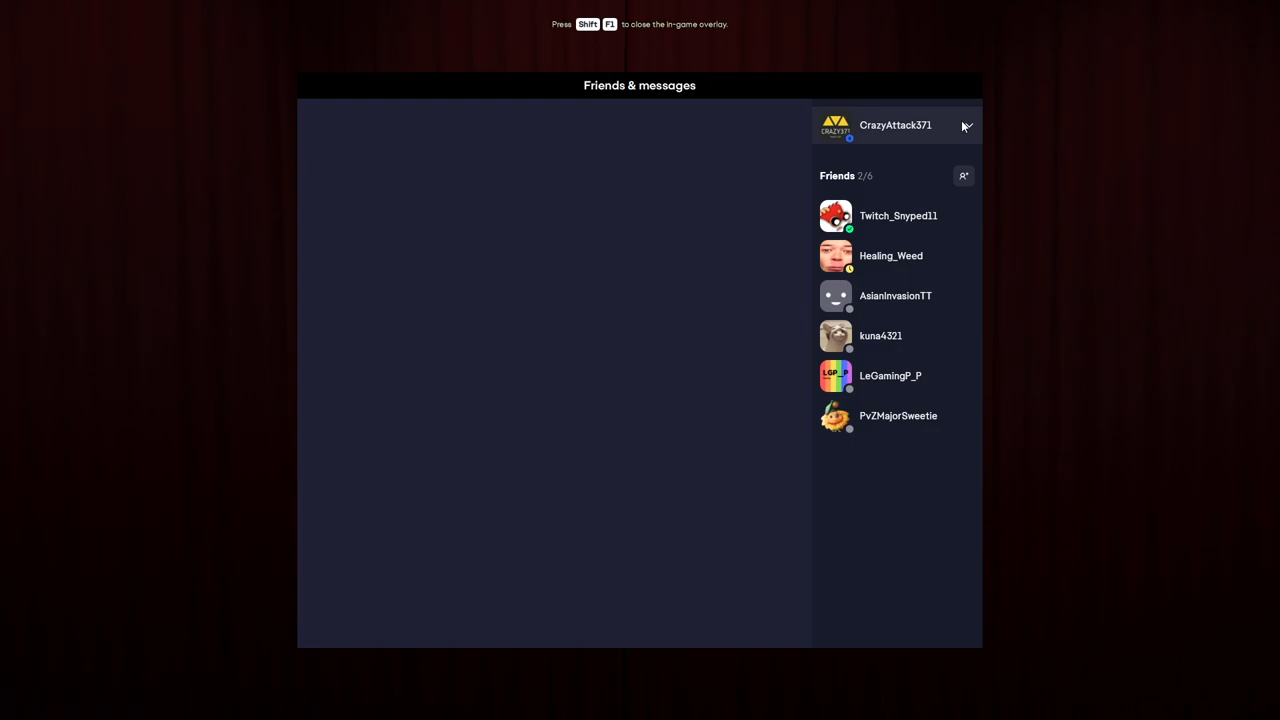 Press Shift F1 to close the in-game overlay.
Friends & messages
CRAZY371
CrazyAttack371
Friends 2/6
Twitch_Snyped11
Healing_Weed
AsianInvasionTT
kuna4321
LGP_P
LeGamingP_P
PvZMajorSweetie